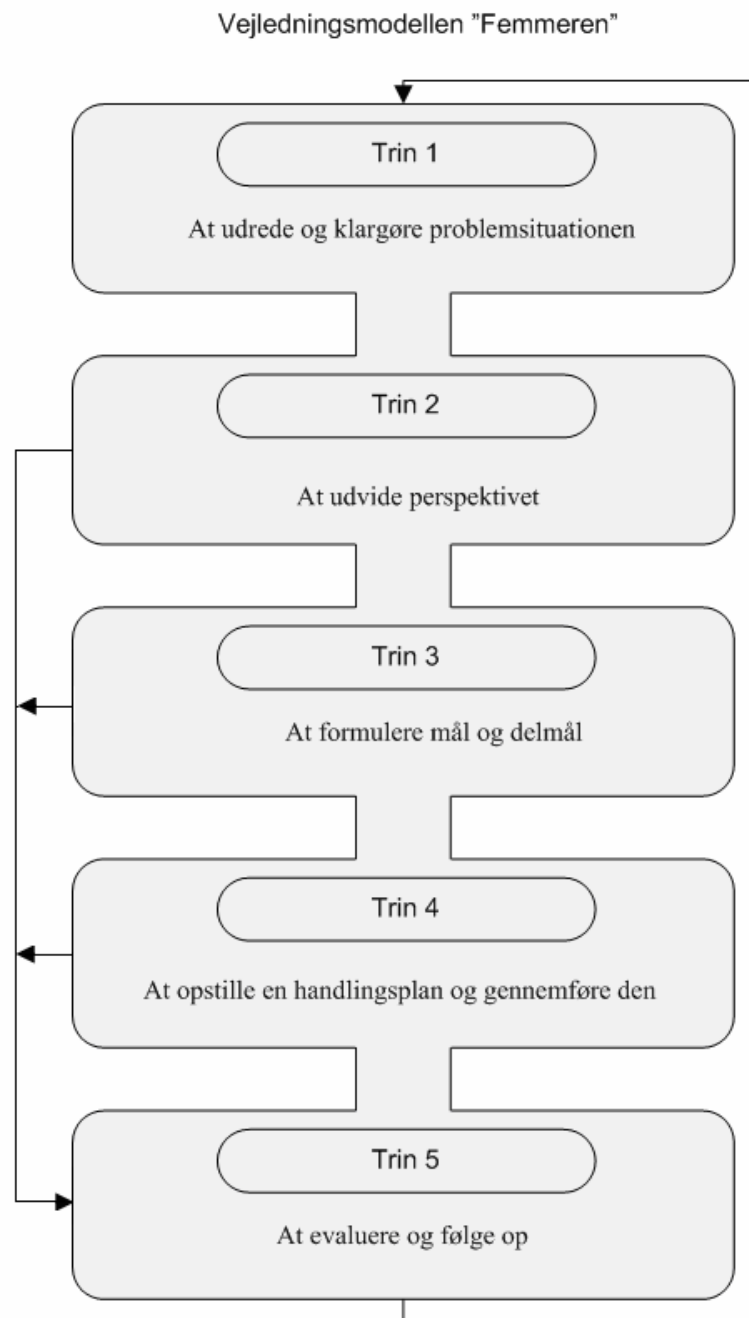 Vejledningsmodellen ”Femmeren”
Trin 1
At udrede og klargøre problemsituationen
Trin 2
At udvide perspektivet
Trin 3
At formulere mål og delmål
Trin 4
At opstille en handlingsplan og gennemføre den
Trin 5
At evaluere og følge op